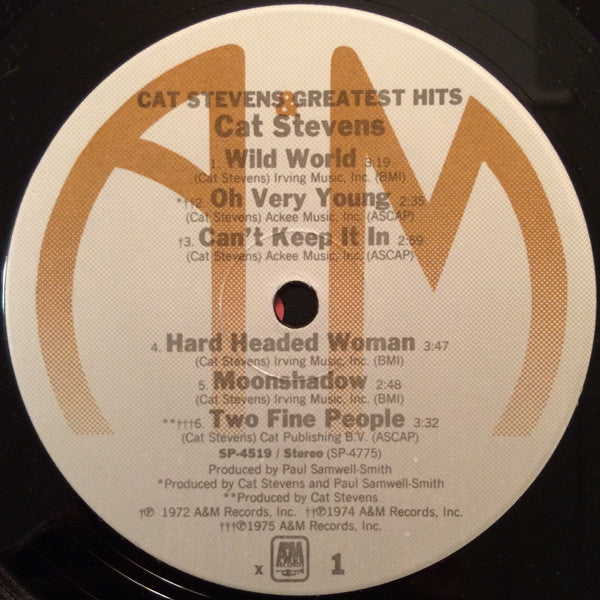 CAT STEVENS GREATEST HITS
Cat Stevens
1. Wild World 3:19
(Cat Stevens) Irving Music, Inc. (BMI)
*††2. Oh Very Young 2:35
(Cat Stevens) Ackee Music, Inc. (ASCAP)
†3. Can't Keep It In 2:59
(Cat Stevens) Ackee Music, Inc. (ASCAP)
4. Hard Headed Woman 3:47
(Cat Stevens) Irving Music, Inc. (BMI)
5. Moonshadow 2:48
(Cat Stevens) Irving Music, Inc. (BMI)
**†††6. Two Fine People 3:32
(Cat Stevens) Cat Publishing B.V. (ASCAP)
SP-4519 / Stereo (SP-4775)
Produced by Paul Samwell-Smith
*Produced by Cat Stevens and Paul Samwell-Smith
**Produced by Cat Stevens
†℗ 1972 A&M Records, Inc. ††℗1974 A&M Records, Inc.
†††℗1975 A&M Records, Inc.
x A&M RECORDS 1
A&M